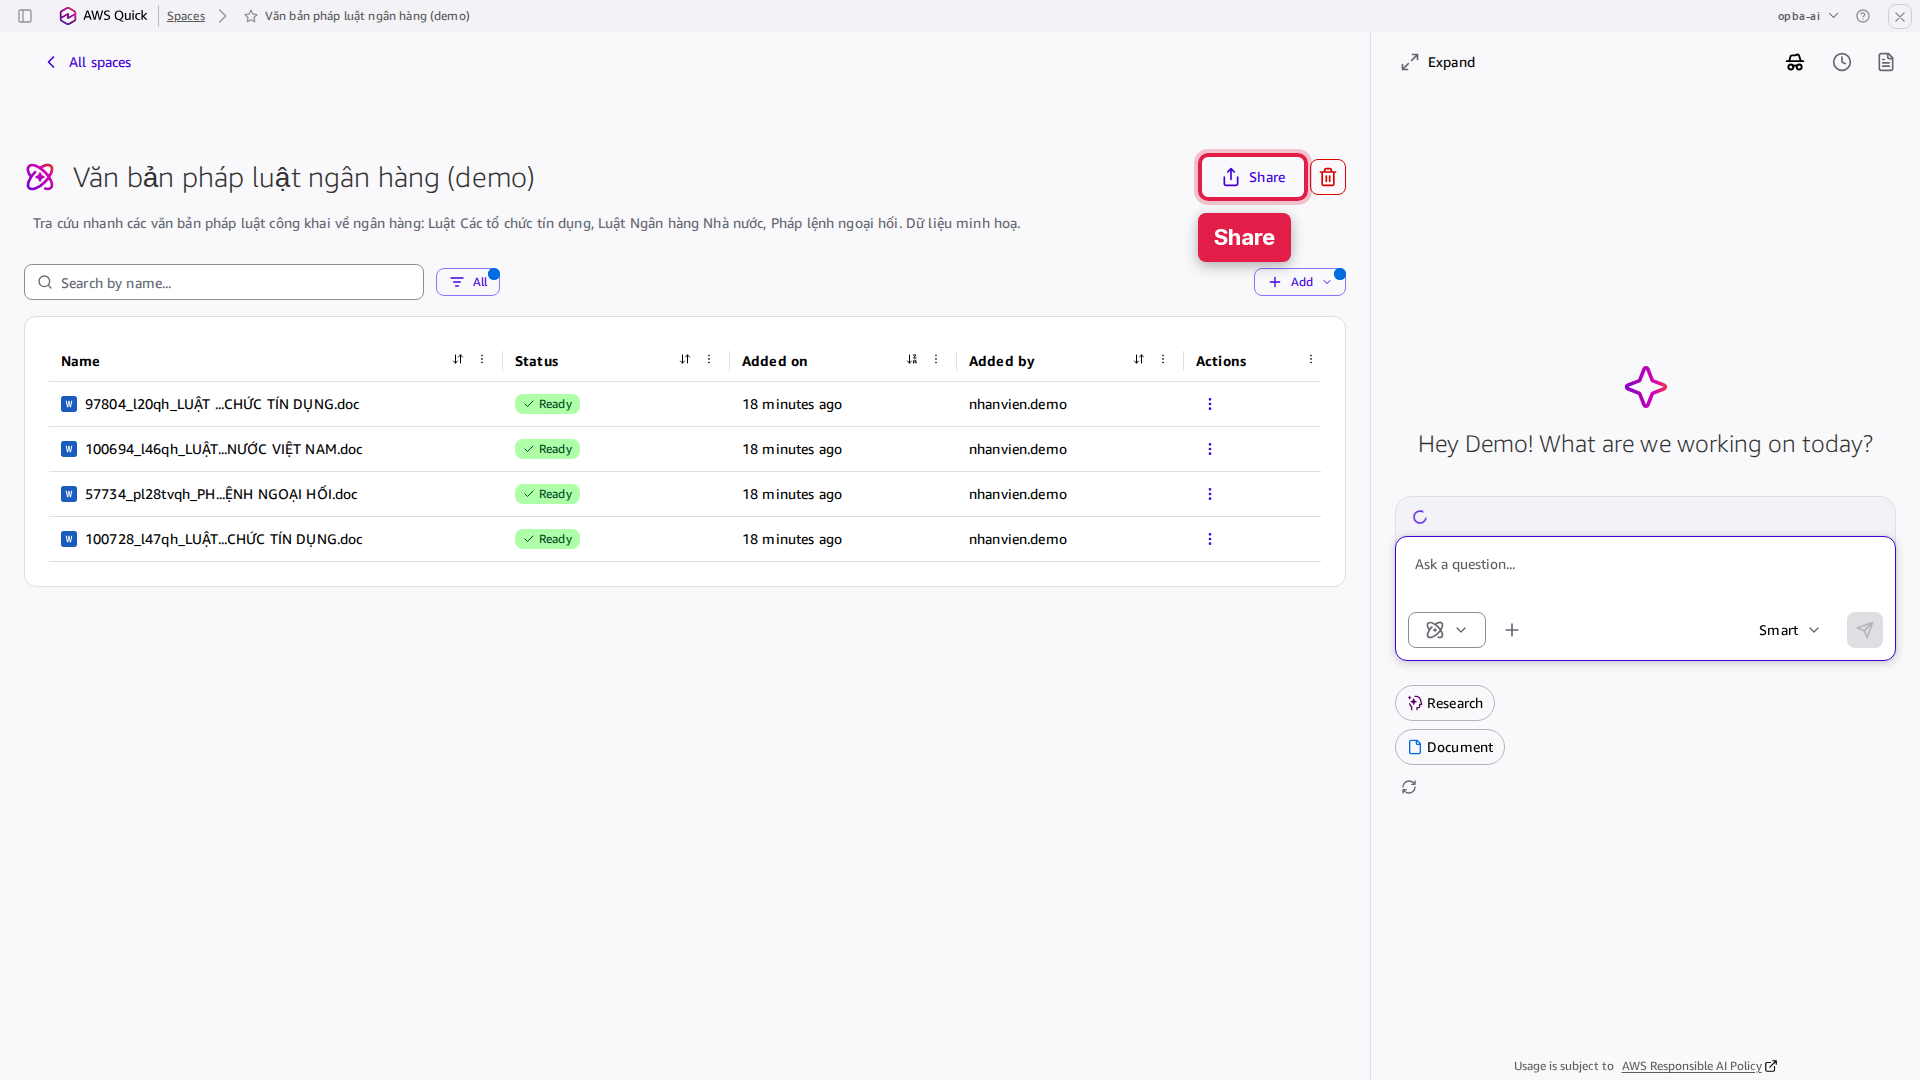 AWS Quick
Spaces
Văn bản pháp luật ngân hàng (demo)
opba-ai
All spaces
Expand
Văn bản pháp luật ngân hàng (demo)
Share
Tra cứu nhanh các văn bản pháp luật công khai về ngân hàng: Luật Các tổ chức tín dụng, Luật Ngân hàng Nhà nước, Pháp lệnh ngoại hối. Dữ liệu minh hoạ.
Share
Search by name...
All
Add
Name Status Added on Added by Actions
97804_l20qh_LUẬT ...CHỨC TÍN DỤNG.doc Ready 18 minutes ago nhanvien.demo
100694_l46qh_LUẬT...NƯỚC VIỆT NAM.doc Ready 18 minutes ago nhanvien.demo
57734_pl28tvqh_PH...ỆNH NGOẠI HỐI.doc Ready 18 minutes ago nhanvien.demo
100728_l47qh_LUẬT...CHỨC TÍN DỤNG.doc Ready 18 minutes ago nhanvien.demo
Hey Demo! What are we working on today?
Ask a question...
Smart
Research
Document
Usage is subject to AWS Responsible AI Policy